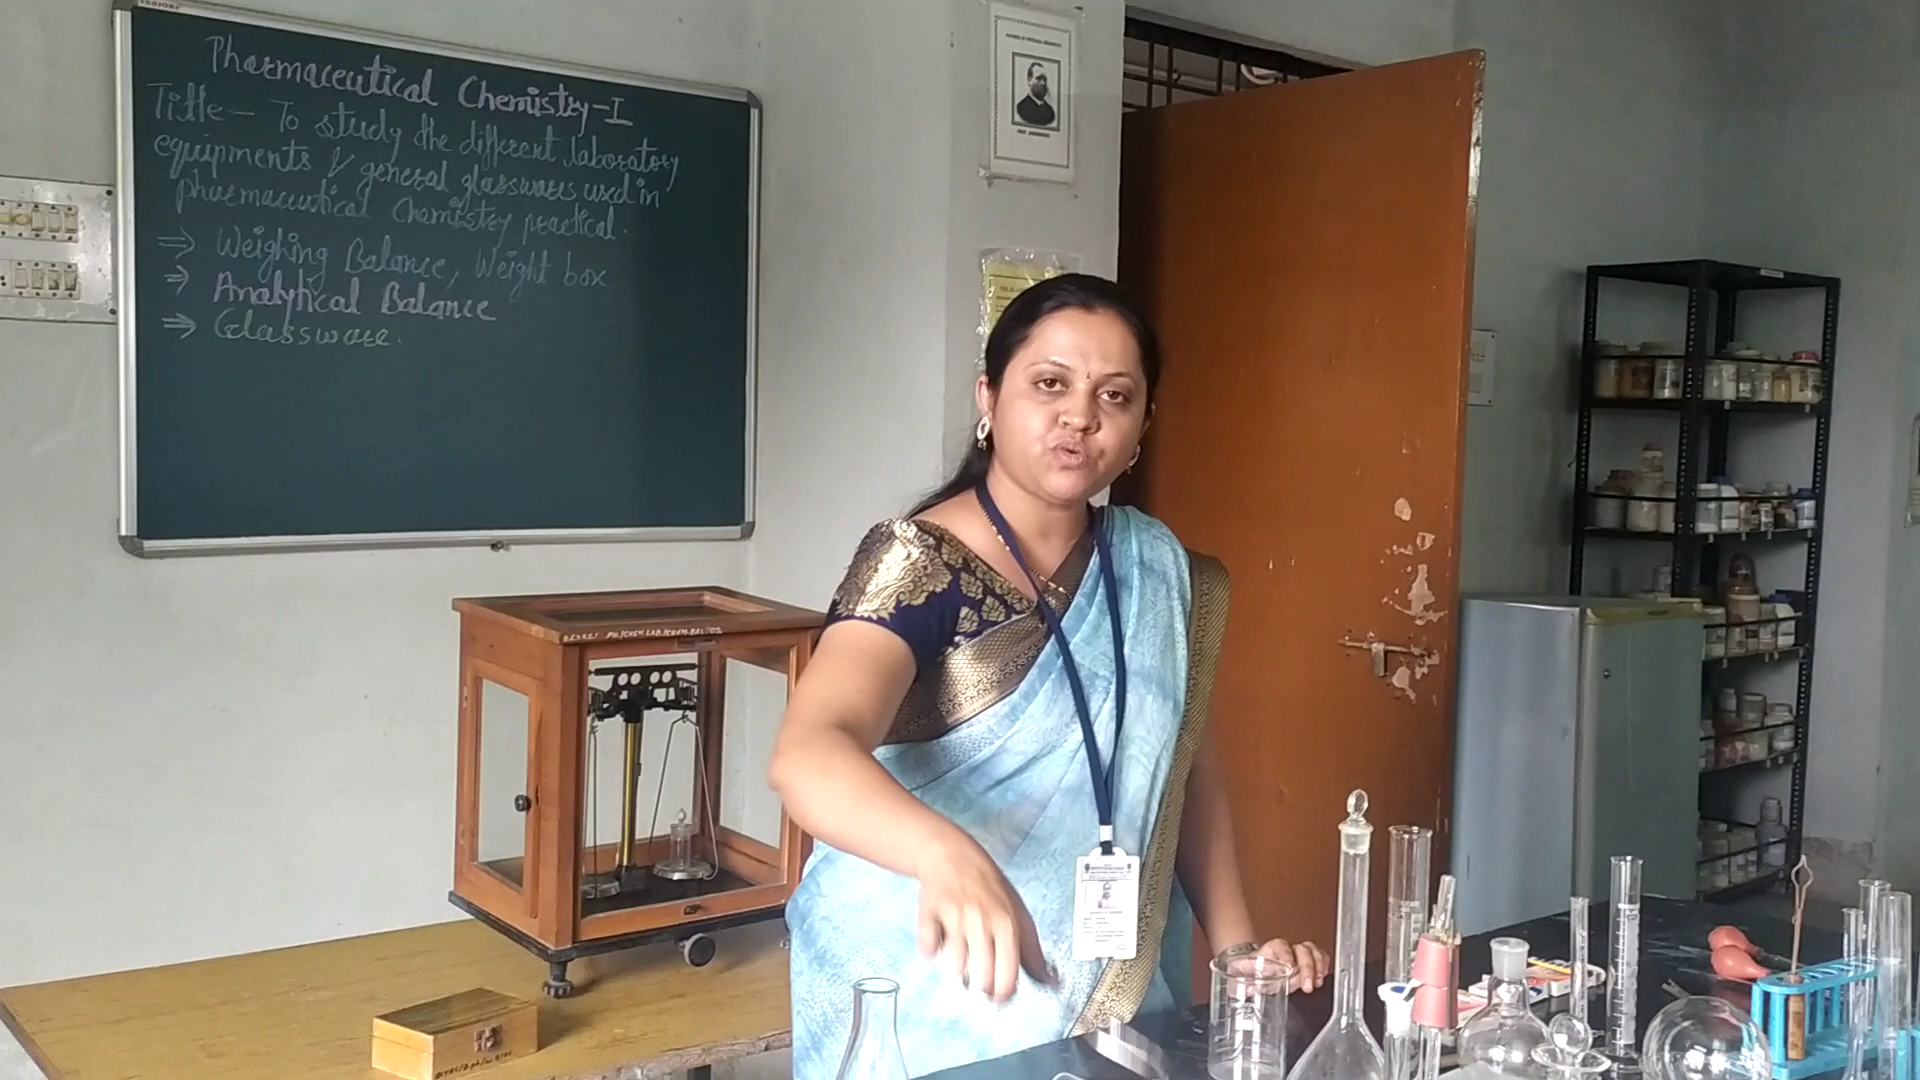 Pharmaceutical Chemistry-I
Title - To study the different laboratory
equipments & general glasswares used in
pharmaceutical Chemistry practical.
⇒ Weighing Balance, Weight box
⇒ Analytical Balance
⇒ Glassware.